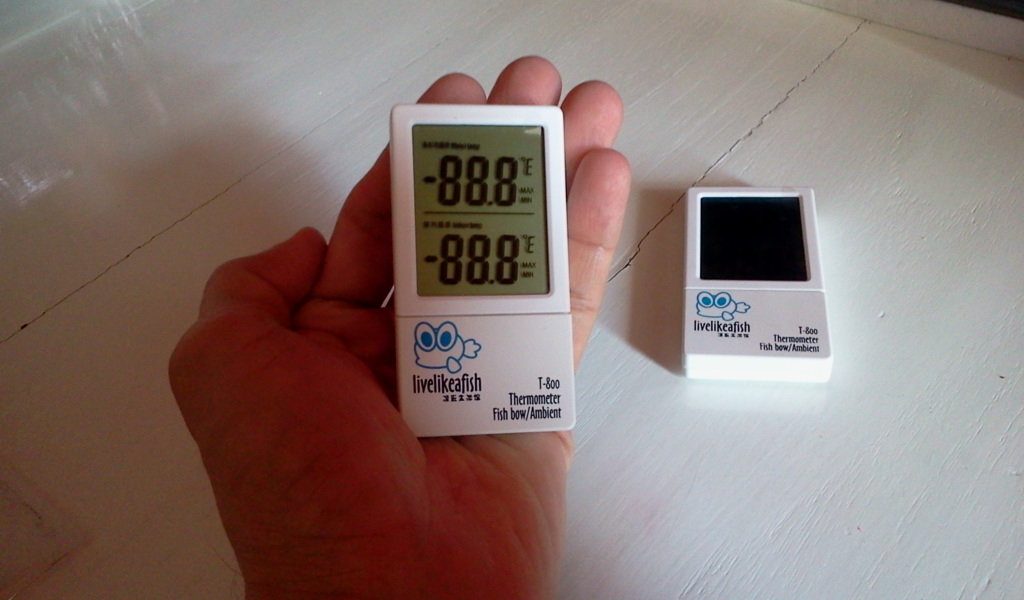 -88.8
°E
MAX
MIN
-88.8
°E
MAX
MIN
livelikeafish
T-800
Thermometer
Fish bow/Ambient
livelikeafish
T-800
Thermometer
Fish bow/Ambient